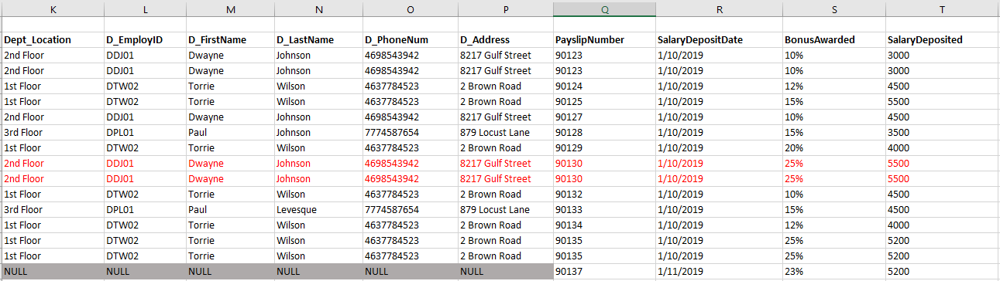 K L M N O P Q R S T
Dept_Location D_EmployID D_FirstName D_LastName D_PhoneNum D_Address PayslipNumber SalaryDepositDate BonusAwarded SalaryDeposited
2nd Floor DDJ01 Dwayne Johnson 4698543942 8217 Gulf Street 90123 1/10/2019 10% 3000
2nd Floor DDJ01 Dwayne Johnson 4698543942 8217 Gulf Street 90123 1/10/2019 10% 3000
1st Floor DTW02 Torrie Wilson 4637784523 2 Brown Road 90124 1/10/2019 12% 4500
1st Floor DTW02 Torrie Wilson 4637784523 2 Brown Road 90125 1/10/2019 15% 5500
2nd Floor DDJ01 Dwayne Johnson 4698543942 8217 Gulf Street 90127 1/10/2019 10% 4500
3rd Floor DPL01 Paul Johnson 7774587654 879 Locust Lane 90128 1/10/2019 15% 3500
1st Floor DTW02 Torrie Wilson 4637784523 2 Brown Road 90129 1/10/2019 20% 4000
2nd Floor DDJ01 Dwayne Johnson 4698543942 8217 Gulf Street 90130 1/10/2019 25% 5500
2nd Floor DDJ01 Dwayne Johnson 4698543942 8217 Gulf Street 90130 1/10/2019 25% 5500
1st Floor DTW02 Torrie Wilson 4637784523 2 Brown Road 90132 1/10/2019 10% 4500
3rd Floor DPL01 Paul Levesque 7774587654 879 Locust Lane 90133 1/10/2019 15% 4500
1st Floor DTW02 Torrie Wilson 4637784523 2 Brown Road 90134 1/10/2019 12% 4000
1st Floor DTW02 Torrie Wilson 4637784523 2 Brown Road 90135 1/10/2019 25% 5200
1st Floor DTW02 Torrie Wilson 4637784523 2 Brown Road 90135 1/10/2019 25% 5200
NULL NULL NULL NULL NULL NULL 90137 1/11/2019 23% 5200